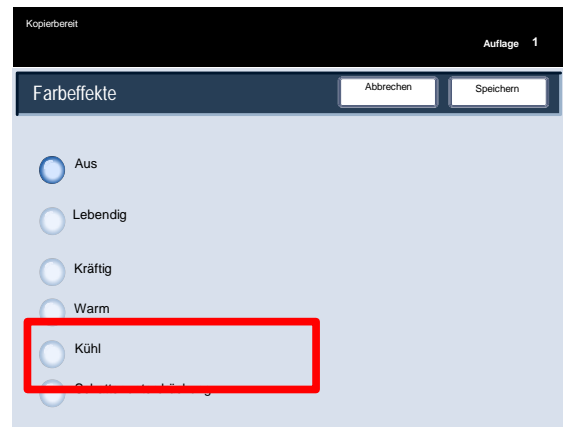 Kopierbereit
Auflage 1
Farbeffekte
Abbrechen
Speichern
Aus
Lebendig
Kräftig
Warm
Kühl